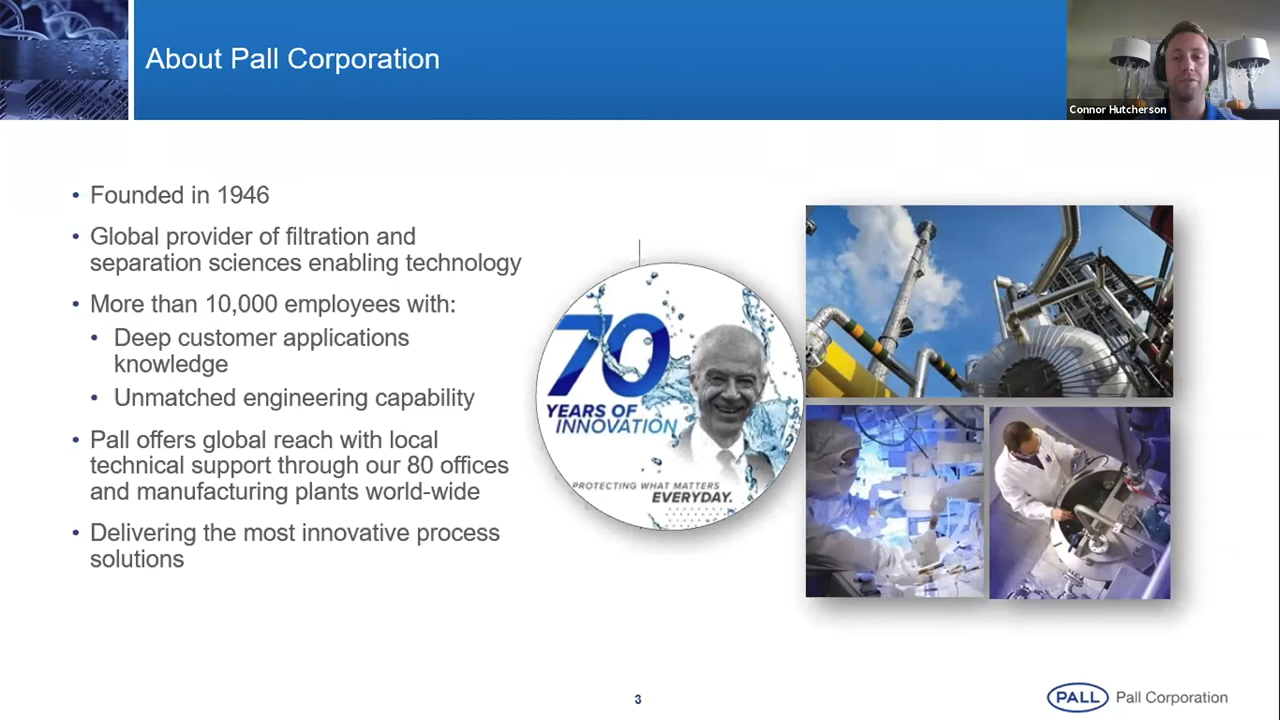 About Pall Corporation
Connor Hutcherson
• Founded in 1946
• Global provider of filtration and
separation sciences enabling technology
• More than 10,000 employees with:
• Deep customer applications
knowledge
• Unmatched engineering capability
• Pall offers global reach with local
technical support through our 80 offices
and manufacturing plants world-wide
• Delivering the most innovative process
solutions
70
YEARS OF
INNOVATION
PROTECTING WHAT MATTERS
EVERYDAY.
3
PALL Pall Corporation